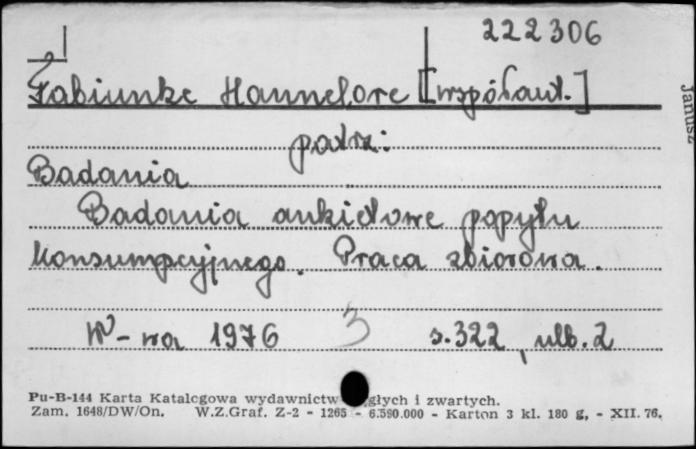 222306
Fabiunke Hannelore [współaut.]
patrz:
Badania
Badania ankietowe popytu
konsumpcyjnego. Praca zbiorowa.
W-wa 1976 3 s. 322, ulb. 2
Pu-B-144 Karta Katalogowa wydawnictw głych i zwartych.
Zam. 1648/DW/On. W.Z.Graf. Z-2 - 1265 - 6.590.000 - Karton 3 kl. 180 g, - XII. 76.
Janusz